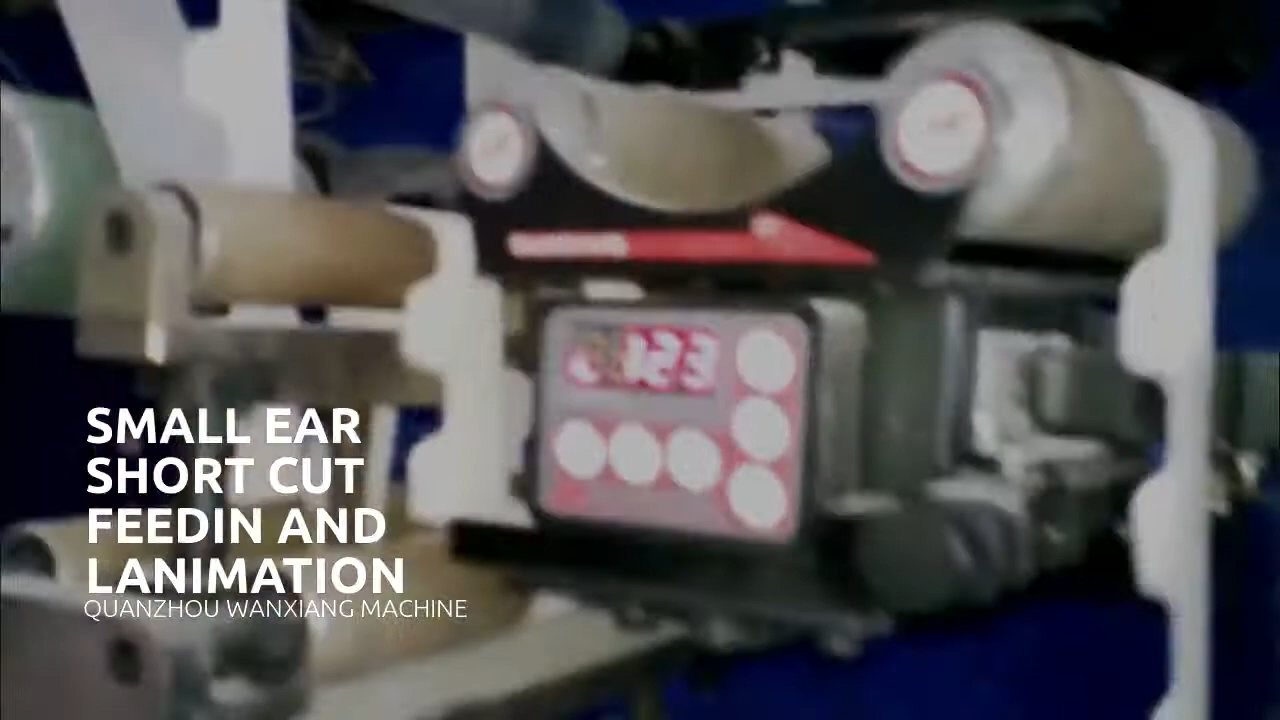 SMALL EAR
SHORT CUT
FEEDIN AND
LANIMATION
QUANZHOU WANXIANG MACHINE